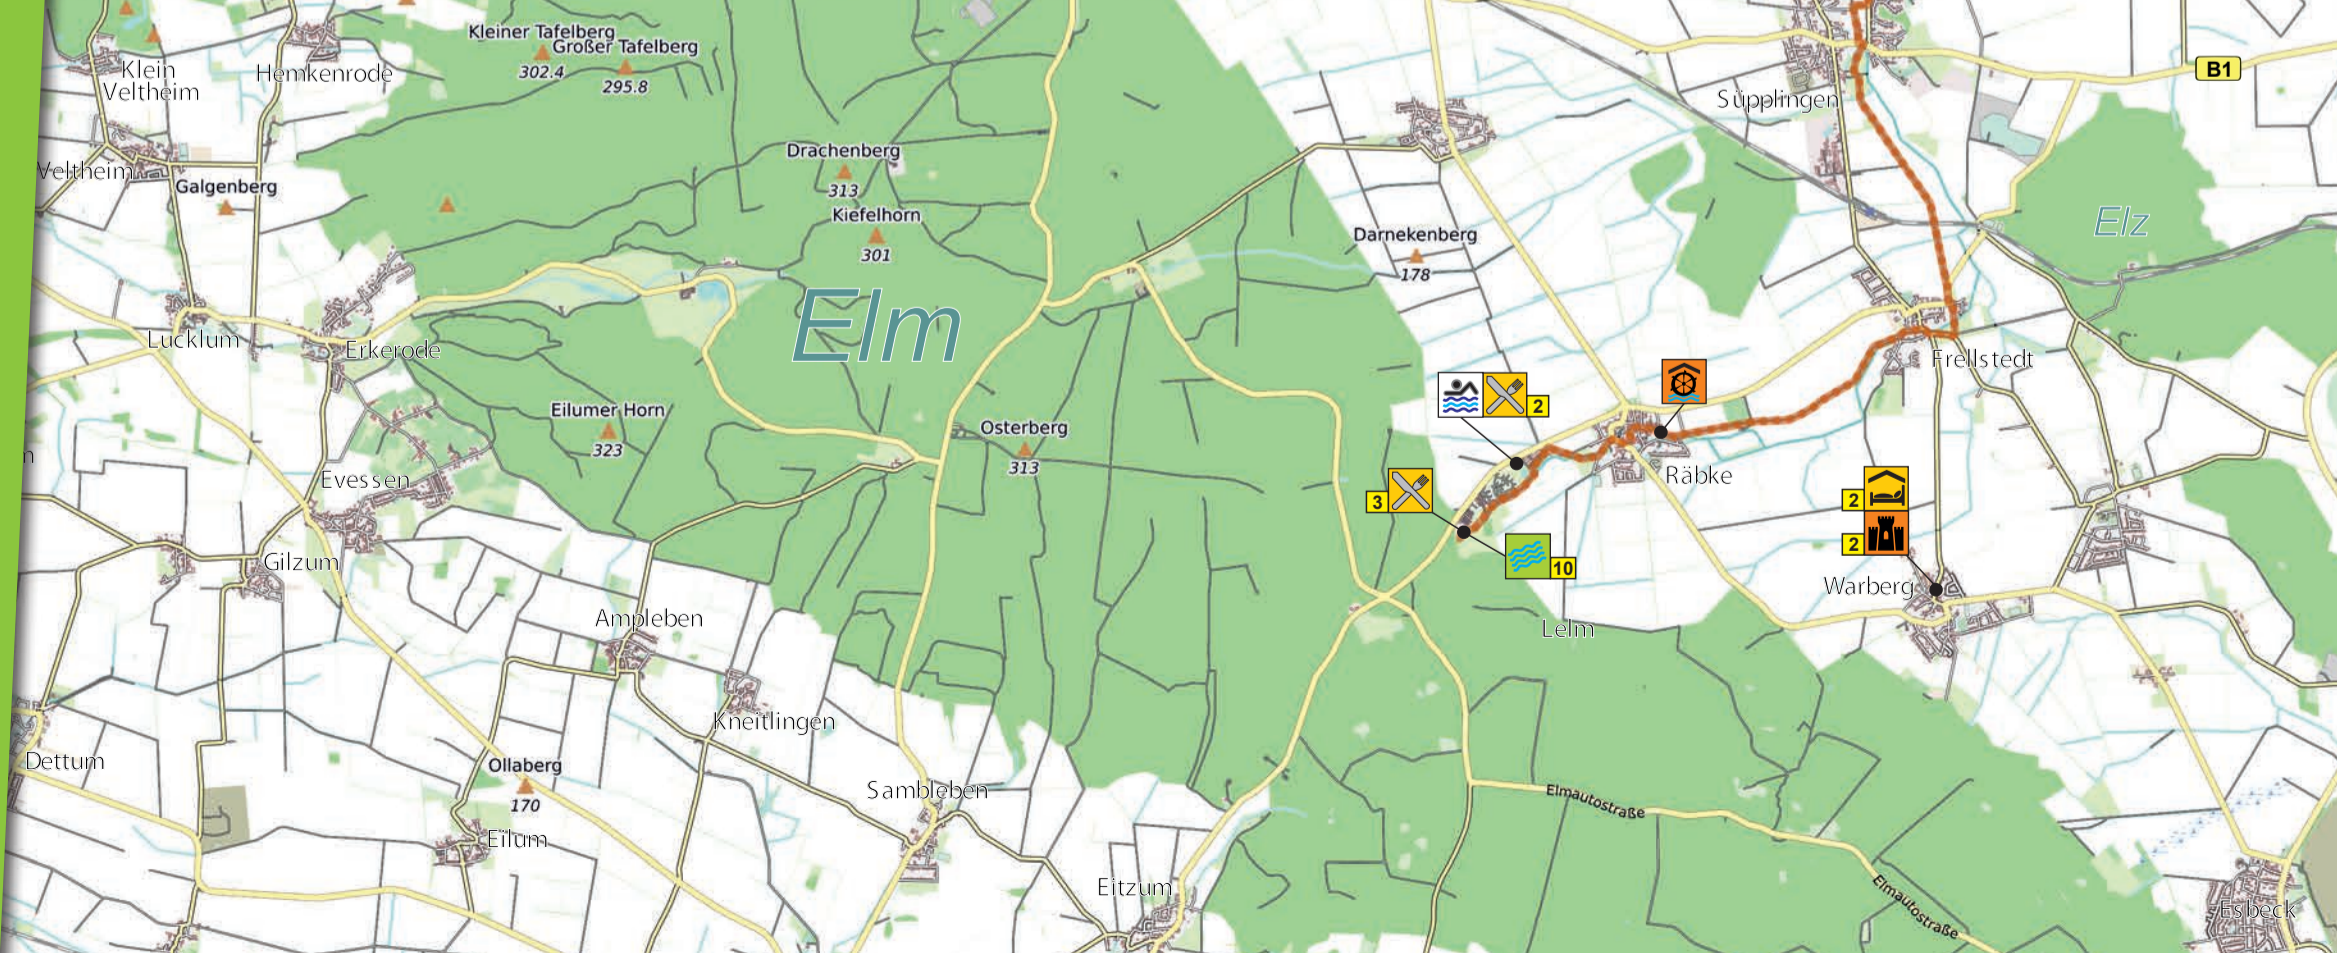 Kleiner Tafelberg
302.4
Großer Tafelberg
295.8
Klein
Veltheim
Hemkenrode
B1
Süpplingen
Drachenberg
313
Veltheim
Galgenberg
Kiefelhorn
301
Elz
Darnekenberg
178
Elm
Lucklum
Erkerode
Frellstedt
Eilumer Horn
323
2
Osterberg
313
n
Evessen
Räbke
3
2
2
10
Gilzum
Warberg
Ampleben
Lelm
Kneitlingen
Dettum
Ollaberg
170
Sambleben
Elmautostraße
Eilum
Eitzum
Elmautostraße
Esbeck